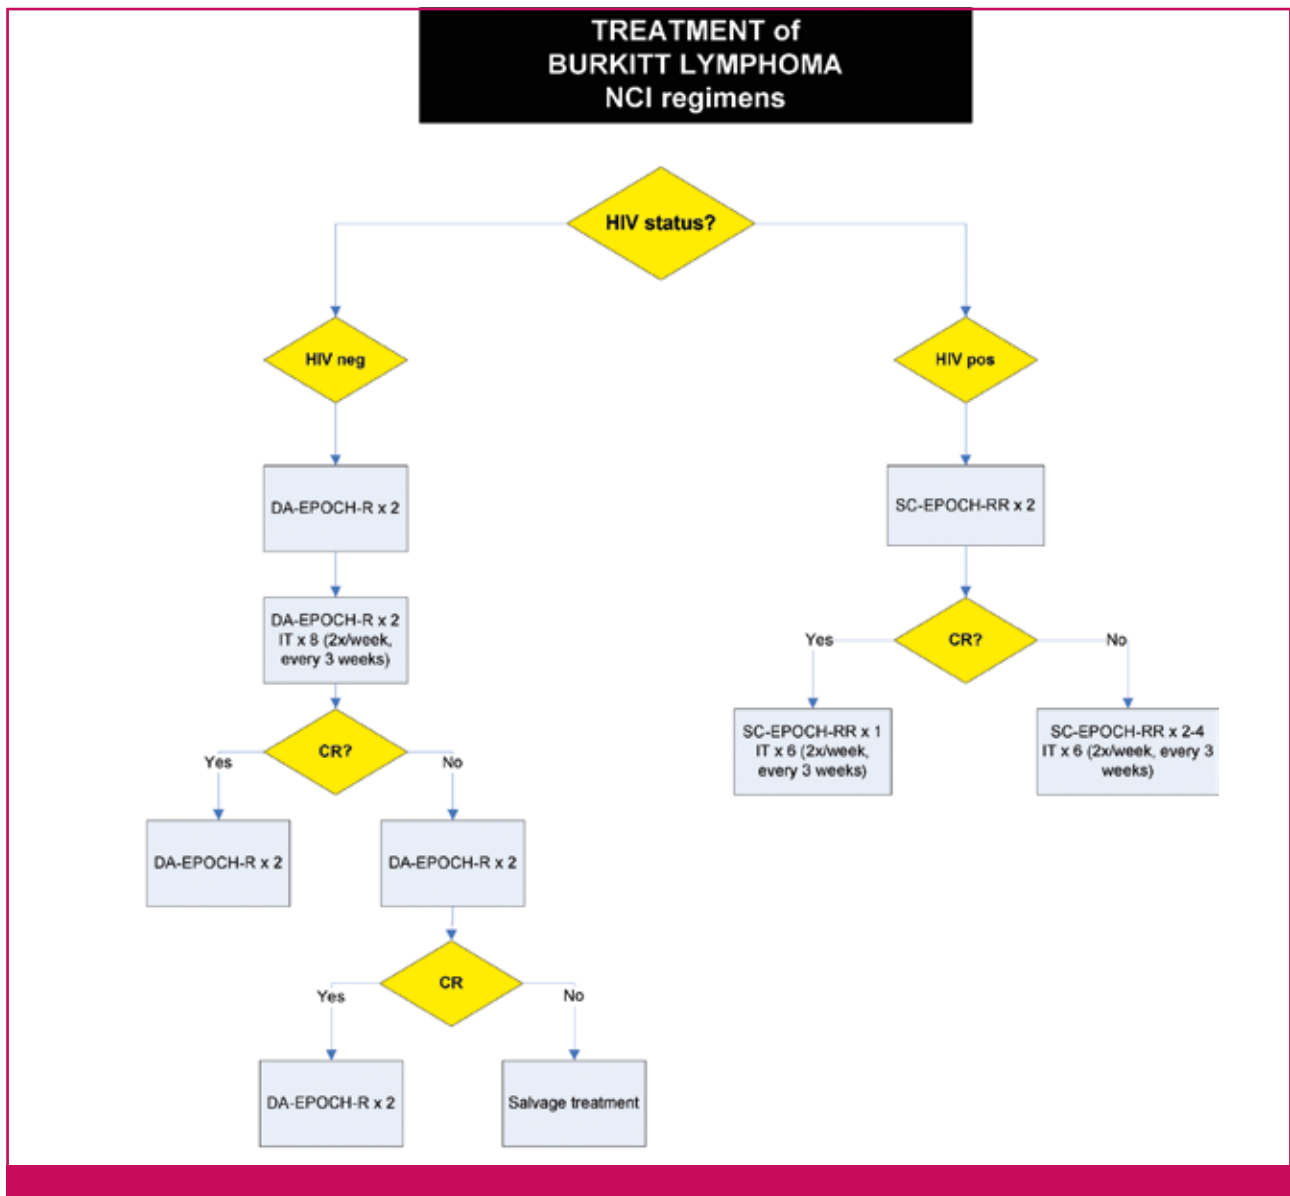 TREATMENT of
BURKITT LYMPHOMA
NCI regimens
HIV status?
HIV neg
HIV pos
DA-EPOCH-R x 2
SC-EPOCH-RR x 2
DA-EPOCH-R x 2
IT x 8 (2x/week,
every 3 weeks)
Yes
CR?
No
SC-EPOCH-RR x 1
IT x 6 (2x/week,
every 3 weeks)
SC-EPOCH-RR x 2-4
IT x 6 (2x/week, every 3
weeks)
CR?
Yes
No
DA-EPOCH-R x 2
DA-EPOCH-R x 2
CR
Yes
No
DA-EPOCH-R x 2
Salvage treatment